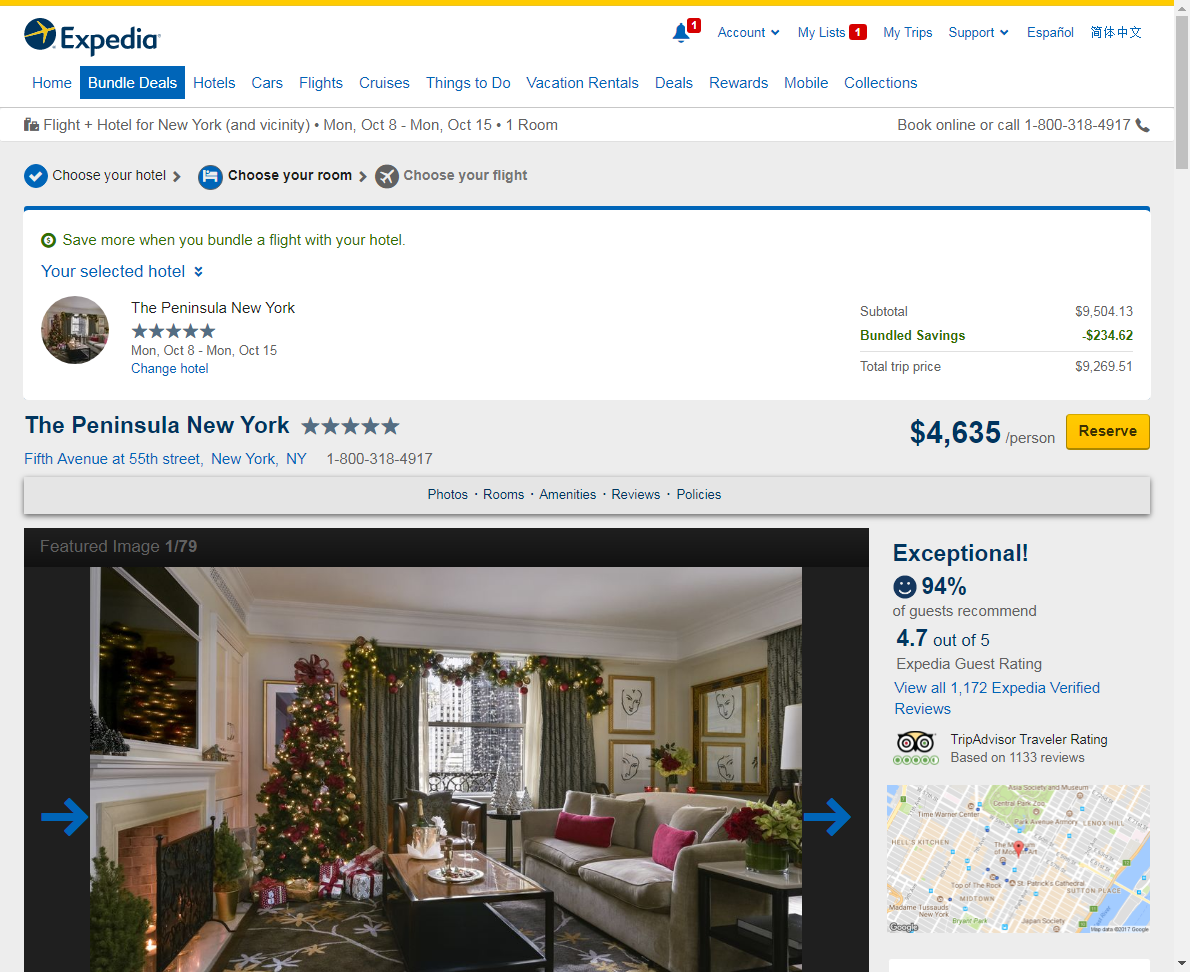 Expedia
1
Account
My Lists 1
My Trips
Support
Español
简体中文
Home
Bundle Deals
Hotels
Cars
Flights
Cruises
Things to Do
Vacation Rentals
Deals
Rewards
Mobile
Collections
Flight + Hotel for New York (and vicinity) • Mon, Oct 8 - Mon, Oct 15 • 1 Room
Book online or call 1-800-318-4917
Choose your hotel
Choose your room
Choose your flight
Save more when you bundle a flight with your hotel.
Your selected hotel
The Peninsula New York
Mon, Oct 8 - Mon, Oct 15
Change hotel
Subtotal $9,504.13
Bundled Savings -$234.62
Total trip price $9,269.51
The Peninsula New York
$4,635 /person
Reserve
Fifth Avenue at 55th street, New York, NY 1-800-318-4917
Photos · Rooms · Amenities · Reviews · Policies
Featured Image 1/79
Exceptional!
94%
of guests recommend
4.7 out of 5
Expedia Guest Rating
View all 1,172 Expedia Verified
Reviews
TripAdvisor Traveler Rating
Based on 1133 reviews
Asia Society and Museum
Central Park Zoo
Time Warner Center
Park Avenue Armory
LENOX HILL
HELL'S KITCHEN
The Museum
of Modern Art
Top of The Rock
St. Patrick's Cathedral
SUTTON PLACE
MIDTOWN
Madame Tussauds
New York
Bryant Park
Japan Society
East River
Google
Map data ©2017 Google